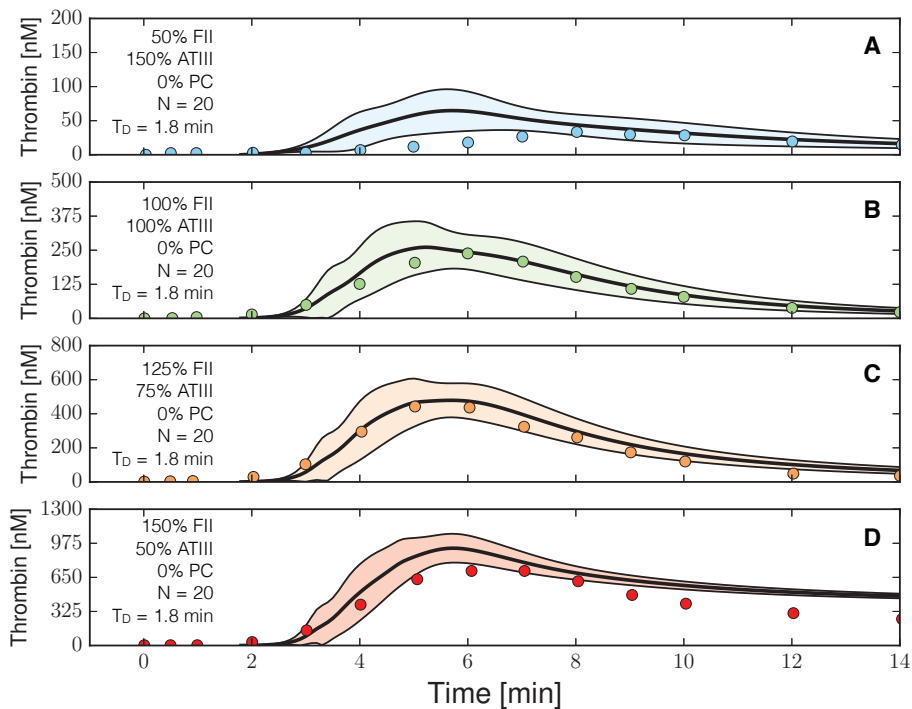 200
150
100
50
0
Thrombin [nM]
50% FII
150% ATIII
0% PC
N = 20
T_D = 1.8 min
A
500
375
250
125
0
Thrombin [nM]
100% FII
100% ATIII
0% PC
N = 20
T_D = 1.8 min
B
800
600
400
200
0
Thrombin [nM]
125% FII
75% ATIII
0% PC
N = 20
T_D = 1.8 min
C
1300
975
650
325
0
Thrombin [nM]
150% FII
50% ATIII
0% PC
N = 20
T_D = 1.8 min
D
0 2 4 6 8 10 12 14
Time [min]